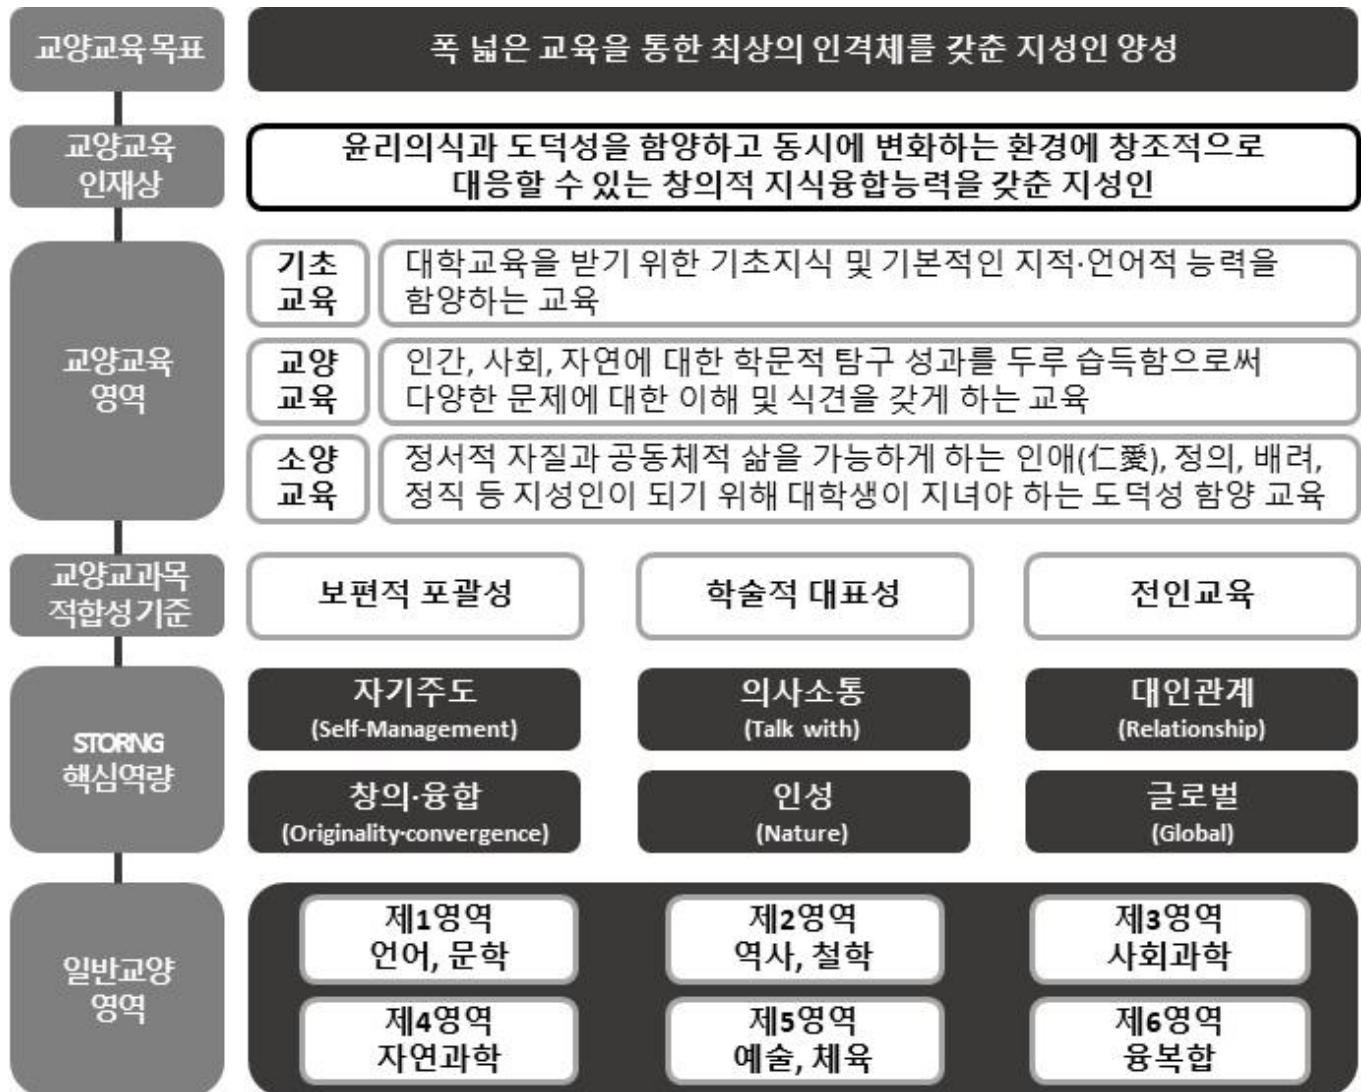 교양교육 목표
폭 넓은 교육을 통한 최상의 인격체를 갖춘 지성인 양성
교양교육
인재상
윤리의식과 도덕성을 함양하고 동시에 변화하는 환경에 창조적으로
대응할 수 있는 창의적 지식융합능력을 갖춘 지성인
교양교육
영역
기초
교육
대학교육을 받기 위한 기초지식 및 기본적인 지적·언어적 능력을
함양하는 교육
교양
교육
인간, 사회, 자연에 대한 학문적 탐구 성과를 두루 습득함으로써
다양한 문제에 대한 이해 및 식견을 갖게 하는 교육
소양
교육
정서적 자질과 공동체적 삶을 가능하게 하는 인애(仁愛), 정의, 배려,
정직 등 지성인이 되기 위해 대학생이 지녀야 하는 도덕성 함양 교육
교양교과목
적합성 기준
보편적 포괄성
학술적 대표성
전인교육
STORNG
핵심역량
자기주도
(Self-Management)
의사소통
(Talk with)
대인관계
(Relationship)
창의·융합
(Originality·convergence)
인성
(Nature)
글로벌
(Global)
일반교양
영역
제1영역
언어, 문학
제2영역
역사, 철학
제3영역
사회과학
제4영역
자연과학
제5영역
예술, 체육
제6영역
융복합